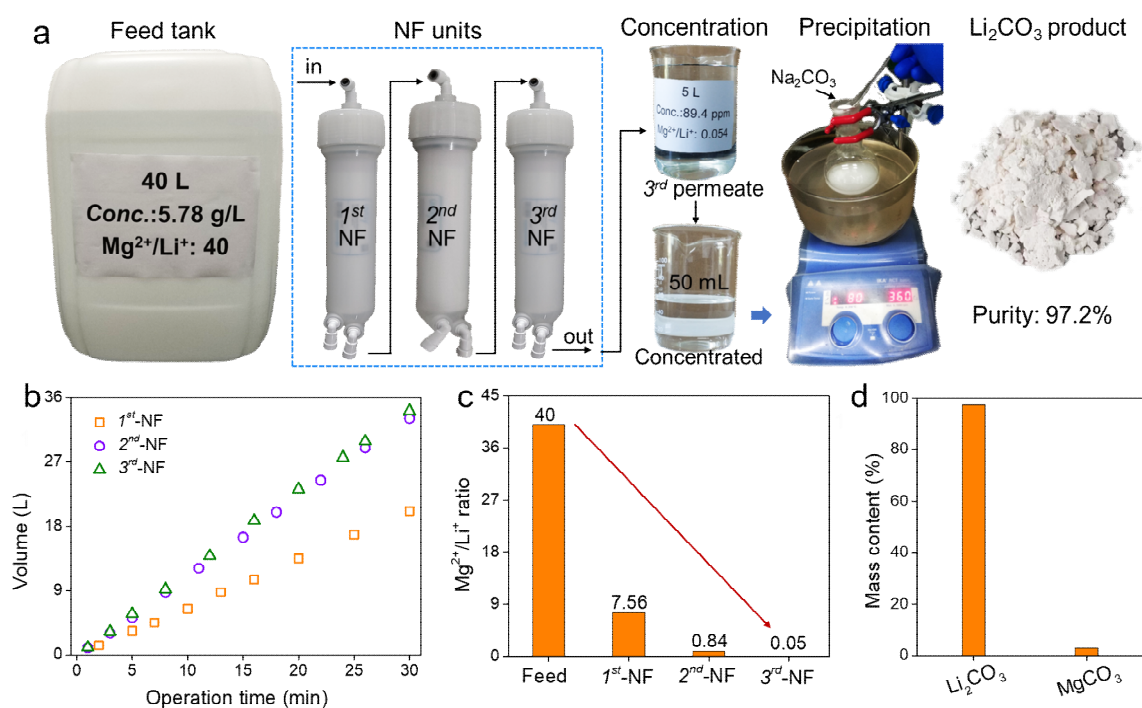 a
Feed tank
NF units
Concentration
Precipitation
Li₂CO₃ product
in
Na₂CO₃
5 L
Conc.:89.4 ppm
Mg²⁺/Li⁺: 0.054
40 L
Conc.:5.78 g/L
Mg²⁺/Li⁺: 40
1ˢᵗ
NF
2ⁿᵈ
NF
3ʳᵈ
NF
3ʳᵈ permeate
50 mL
out
Concentrated
80
360
Purity: 97.2%
b
36
27
18
9
0
Volume (L)
1ˢᵗ-NF
2ⁿᵈ-NF
3ʳᵈ-NF
0 5 10 15 20 25 30
Operation time (min)
c
45
36
27
18
9
0
Mg²⁺/Li⁺ ratio
40
7.56
0.84
0.05
Feed 1ˢᵗ-NF 2ⁿᵈ-NF 3ʳᵈ-NF
d
100
80
60
40
20
0
Mass content (%)
Li₂CO₃ MgCO₃